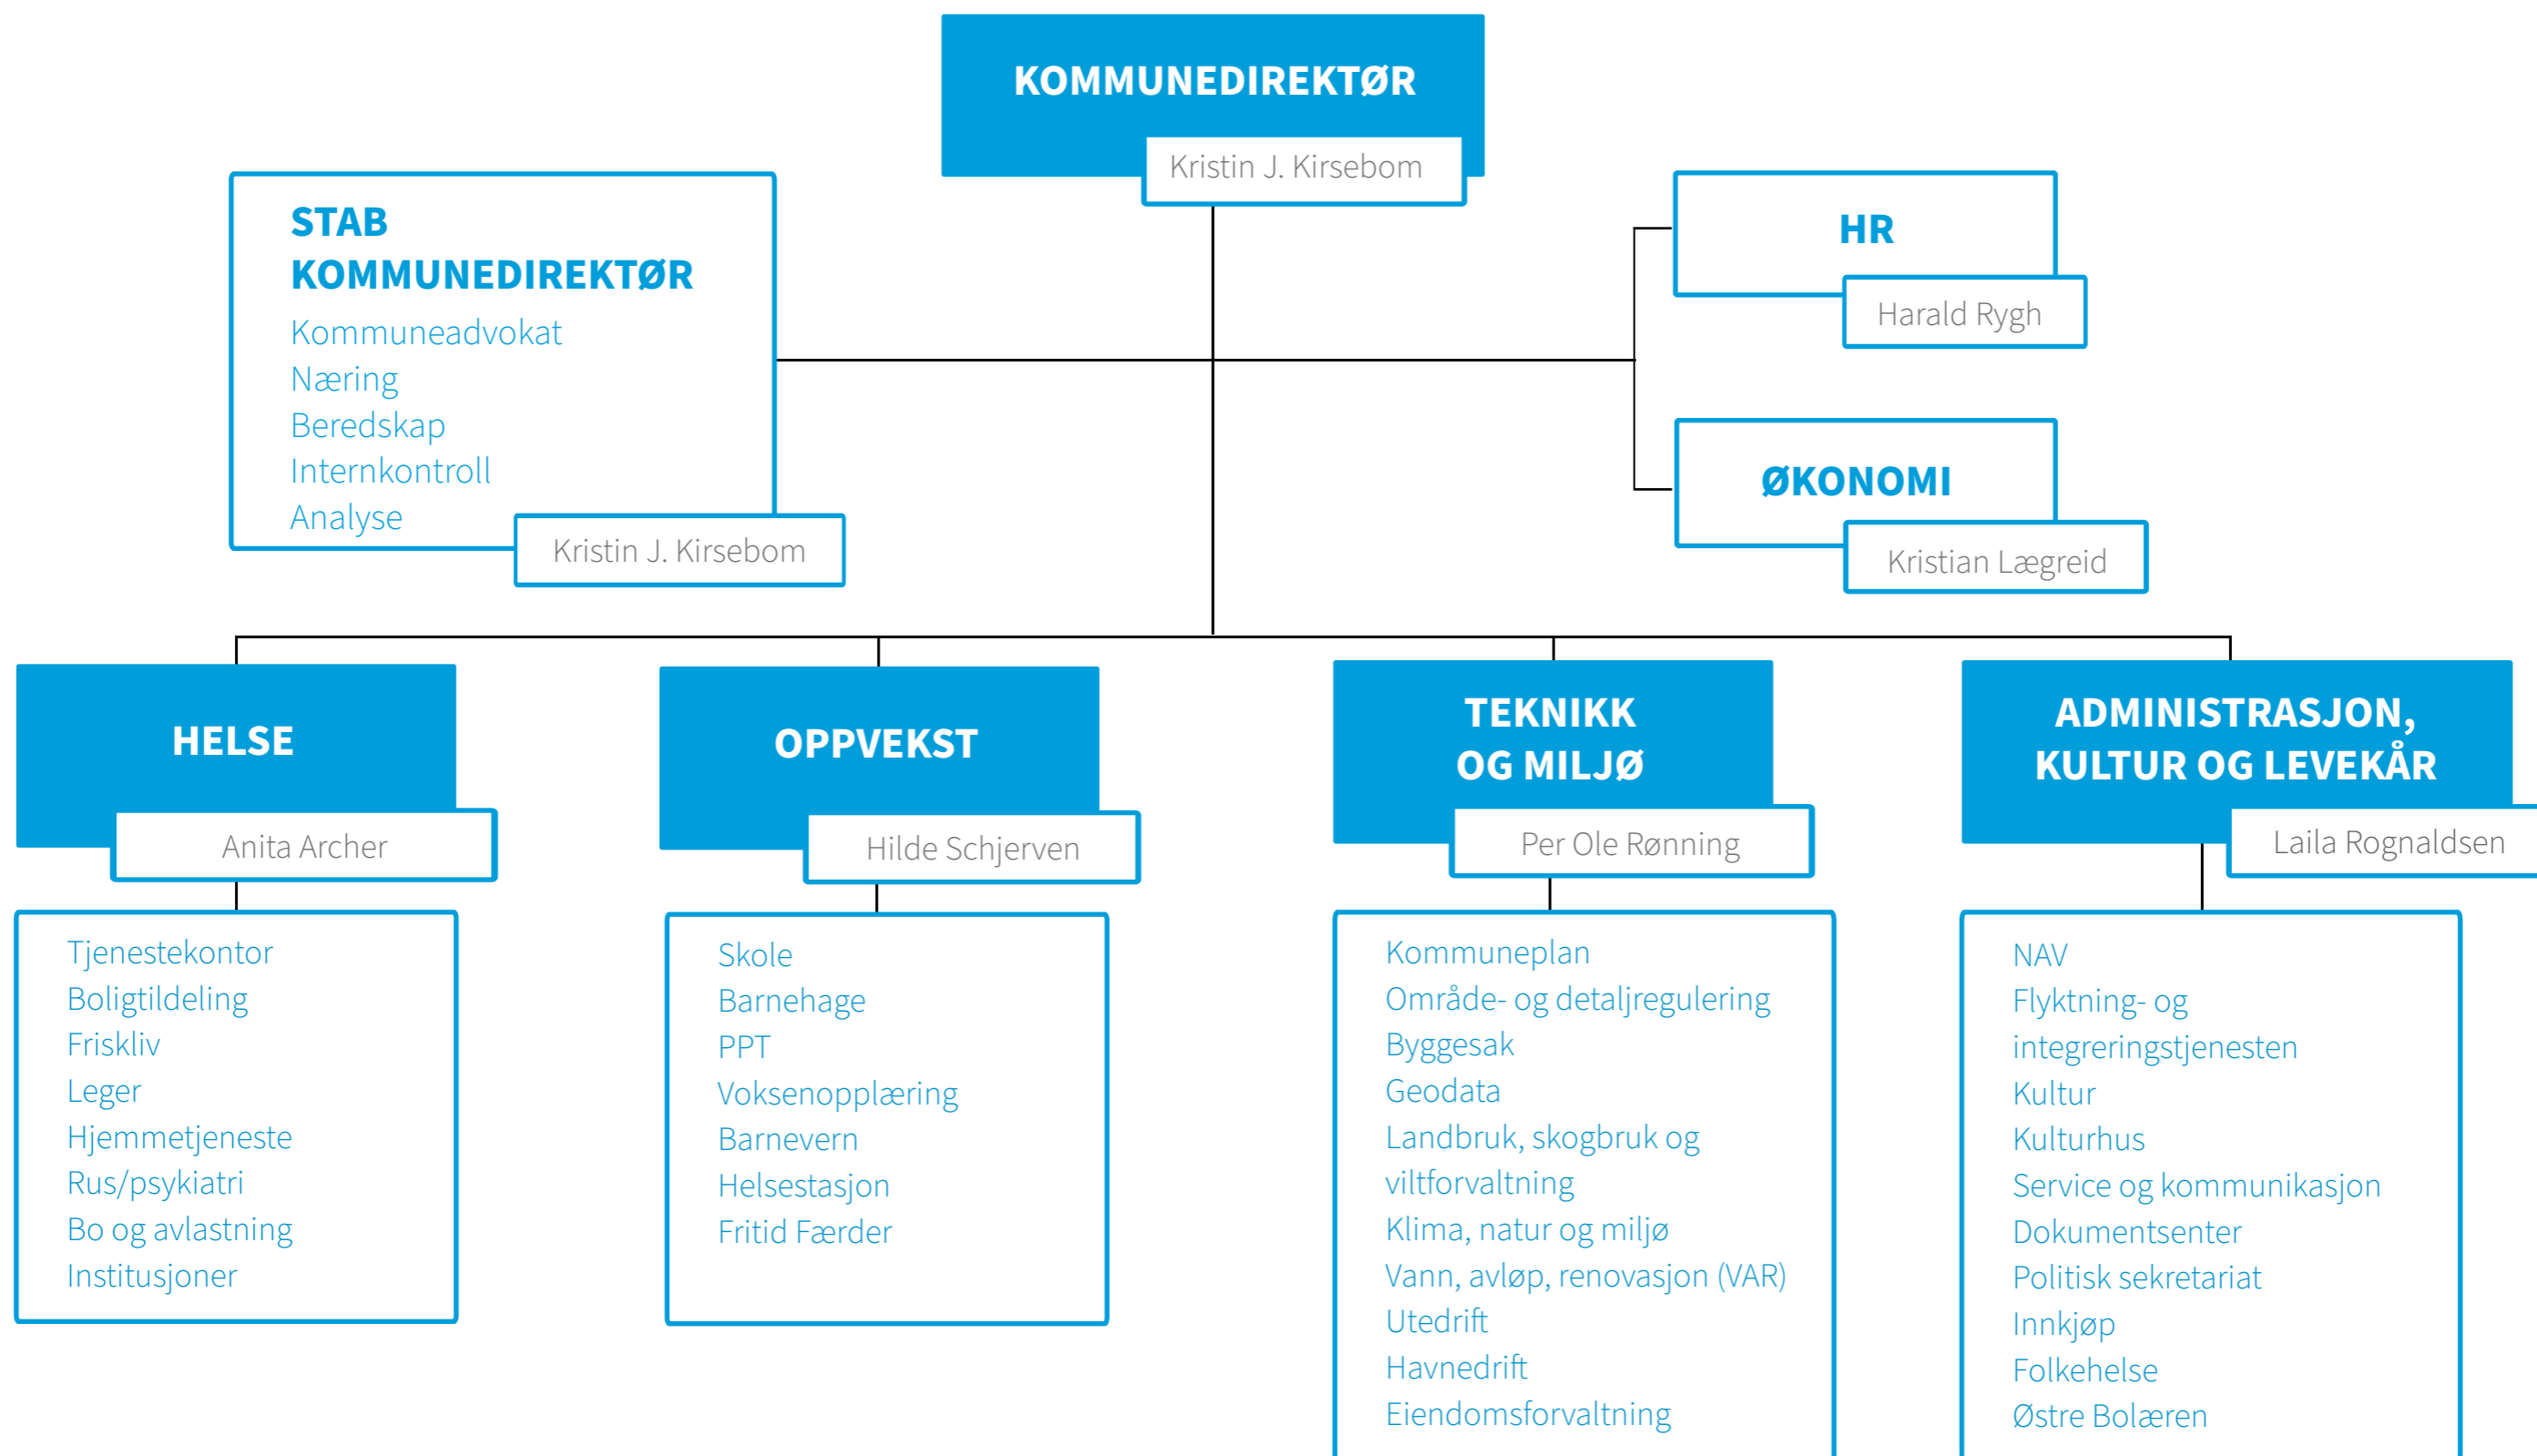 KOMMUNEDIREKTØR
Kristin J. Kirsebom
STAB
KOMMUNEDIREKTØR
Kommuneadvokat
Næring
Beredskap
Internkontroll
Analyse
Kristin J. Kirsebom
HR
Harald Rygh
ØKONOMI
Kristian Lægreid
HELSE
Anita Archer
Tjenestekontor
Boligtildeling
Friskliv
Leger
Hjemmetjeneste
Rus/psykiatri
Bo og avlastning
Institusjoner
OPPVEKST
Hilde Schjerven
Skole
Barnehage
PPT
Voksenopplæring
Barnevern
Helsestasjon
Fritid Færder
TEKNIKK
OG MILJØ
Per Ole Rønning
Kommuneplan
Område- og detaljregulering
Byggesak
Geodata
Landbruk, skogbruk og
viltforvaltning
Klima, natur og miljø
Vann, avløp, renovasjon (VAR)
Utedrift
Havnedrift
Eiendomsforvaltning
ADMINISTRASJON,
KULTUR OG LEVEKÅR
Laila Rognaldsen
NAV
Flyktning- og
integreringstjenesten
Kultur
Kulturhus
Service og kommunikasjon
Dokumentsenter
Politisk sekretariat
Innkjøp
Folkehelse
Østre Bolæren